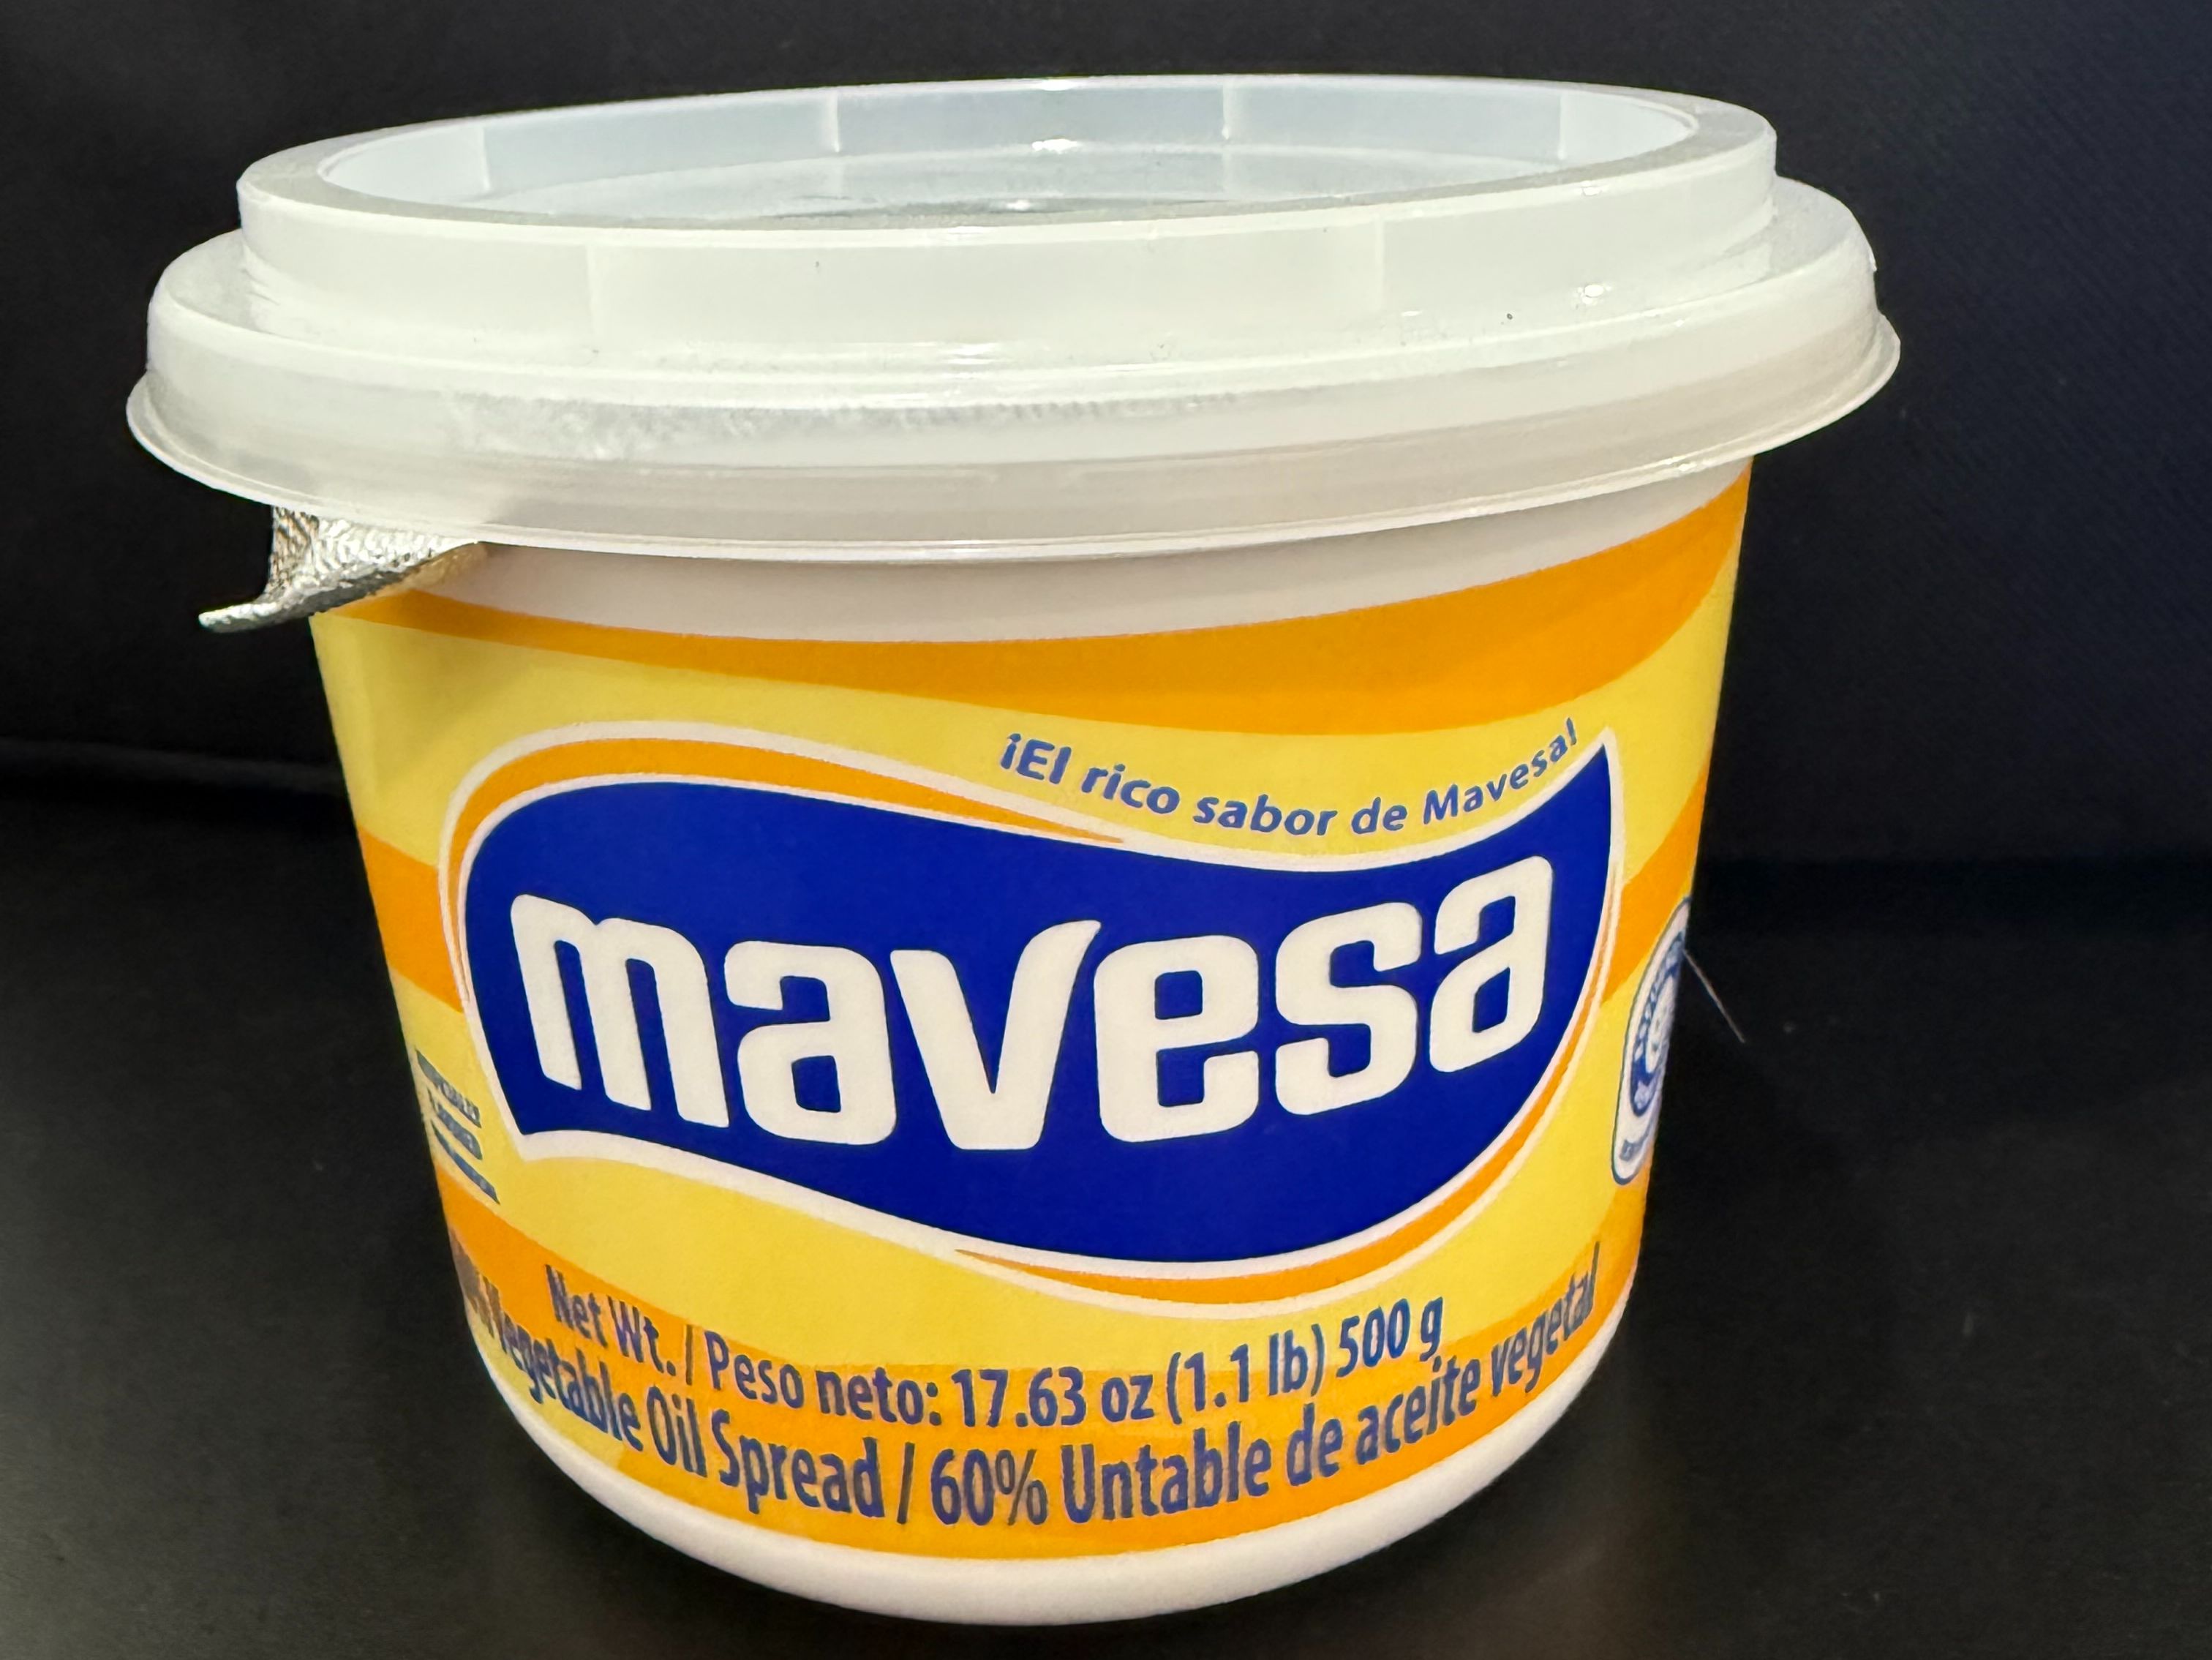 ¡El rico sabor de Mavesa!
mavesa
Net Wt. / Peso neto: 17.63 oz (1.1 lb) 500 g
Vegetable Oil Spread / 60% Untable de aceite vegetal